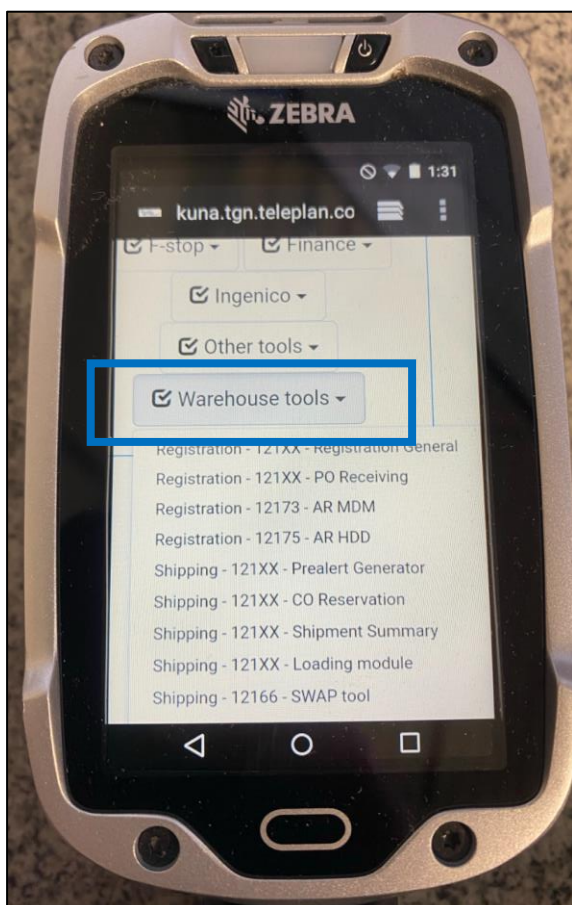 ZEBRA
1:31
kuna.tgn.teleplan.co
F-stop Finance
Ingenico
Other tools
Warehouse tools
Registration - 121XX - Registration General
Registration - 121XX - PO Receiving
Registration - 12173 - AR MDM
Registration - 12175 - AR HDD
Shipping - 121XX - Prealert Generator
Shipping - 121XX - CO Reservation
Shipping - 121XX - Shipment Summary
Shipping - 121XX - Loading module
Shipping - 12166 - SWAP tool